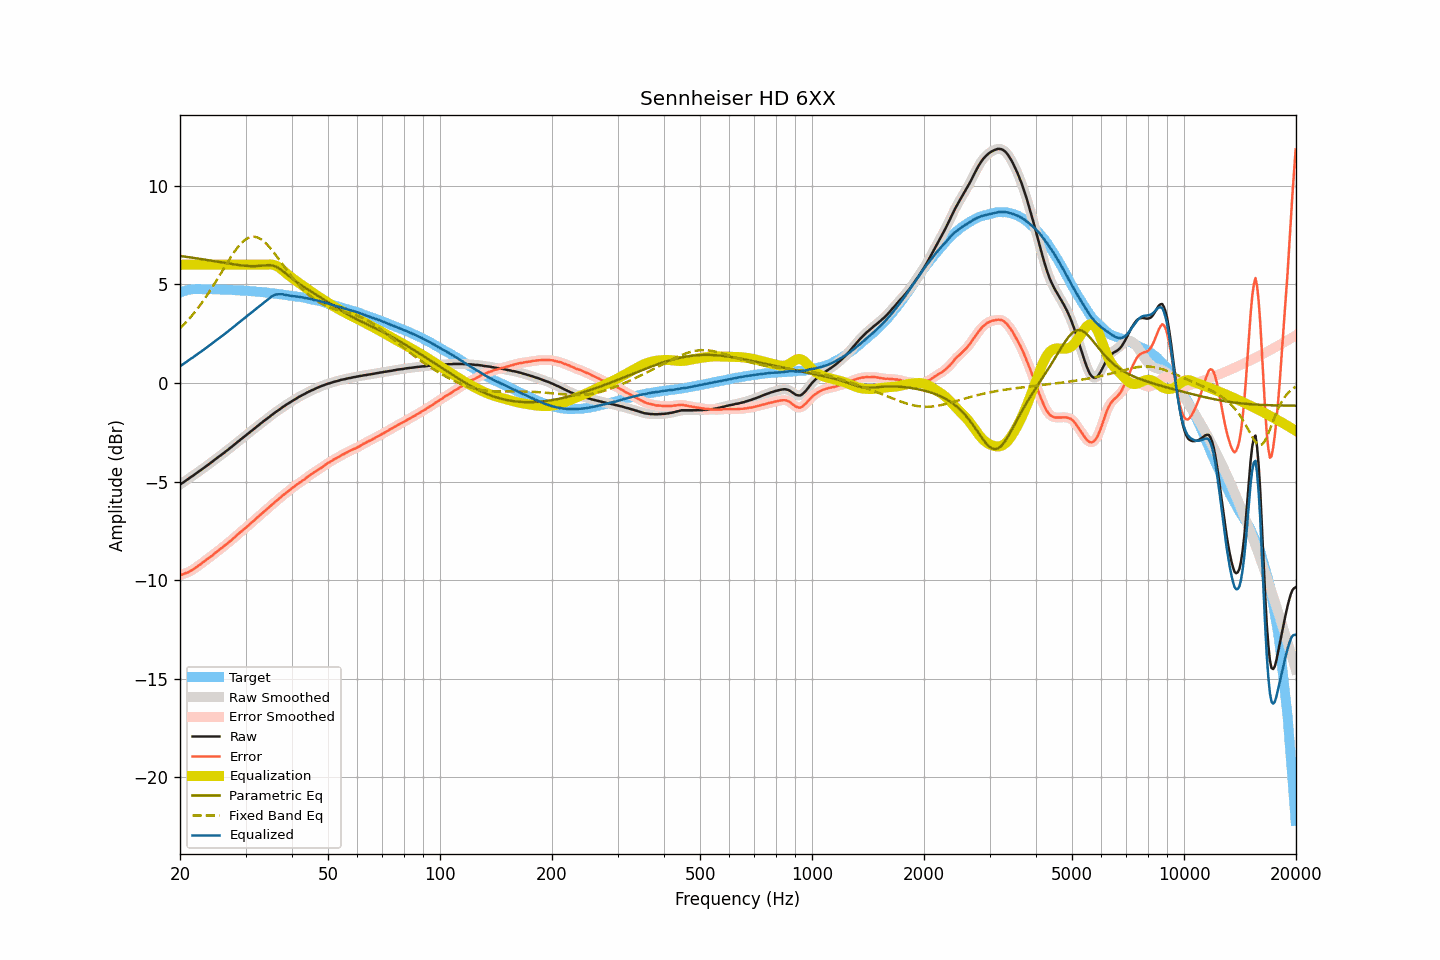 Sennheiser HD 6XX
Amplitude (dBr)
10
5
0
−5
−10
−15
−20
Target
Raw Smoothed
Error Smoothed
Raw
Error
Equalization
Parametric Eq
Fixed Band Eq
Equalized
20 50 100 200 500 1000 2000 5000 10000 20000
Frequency (Hz)